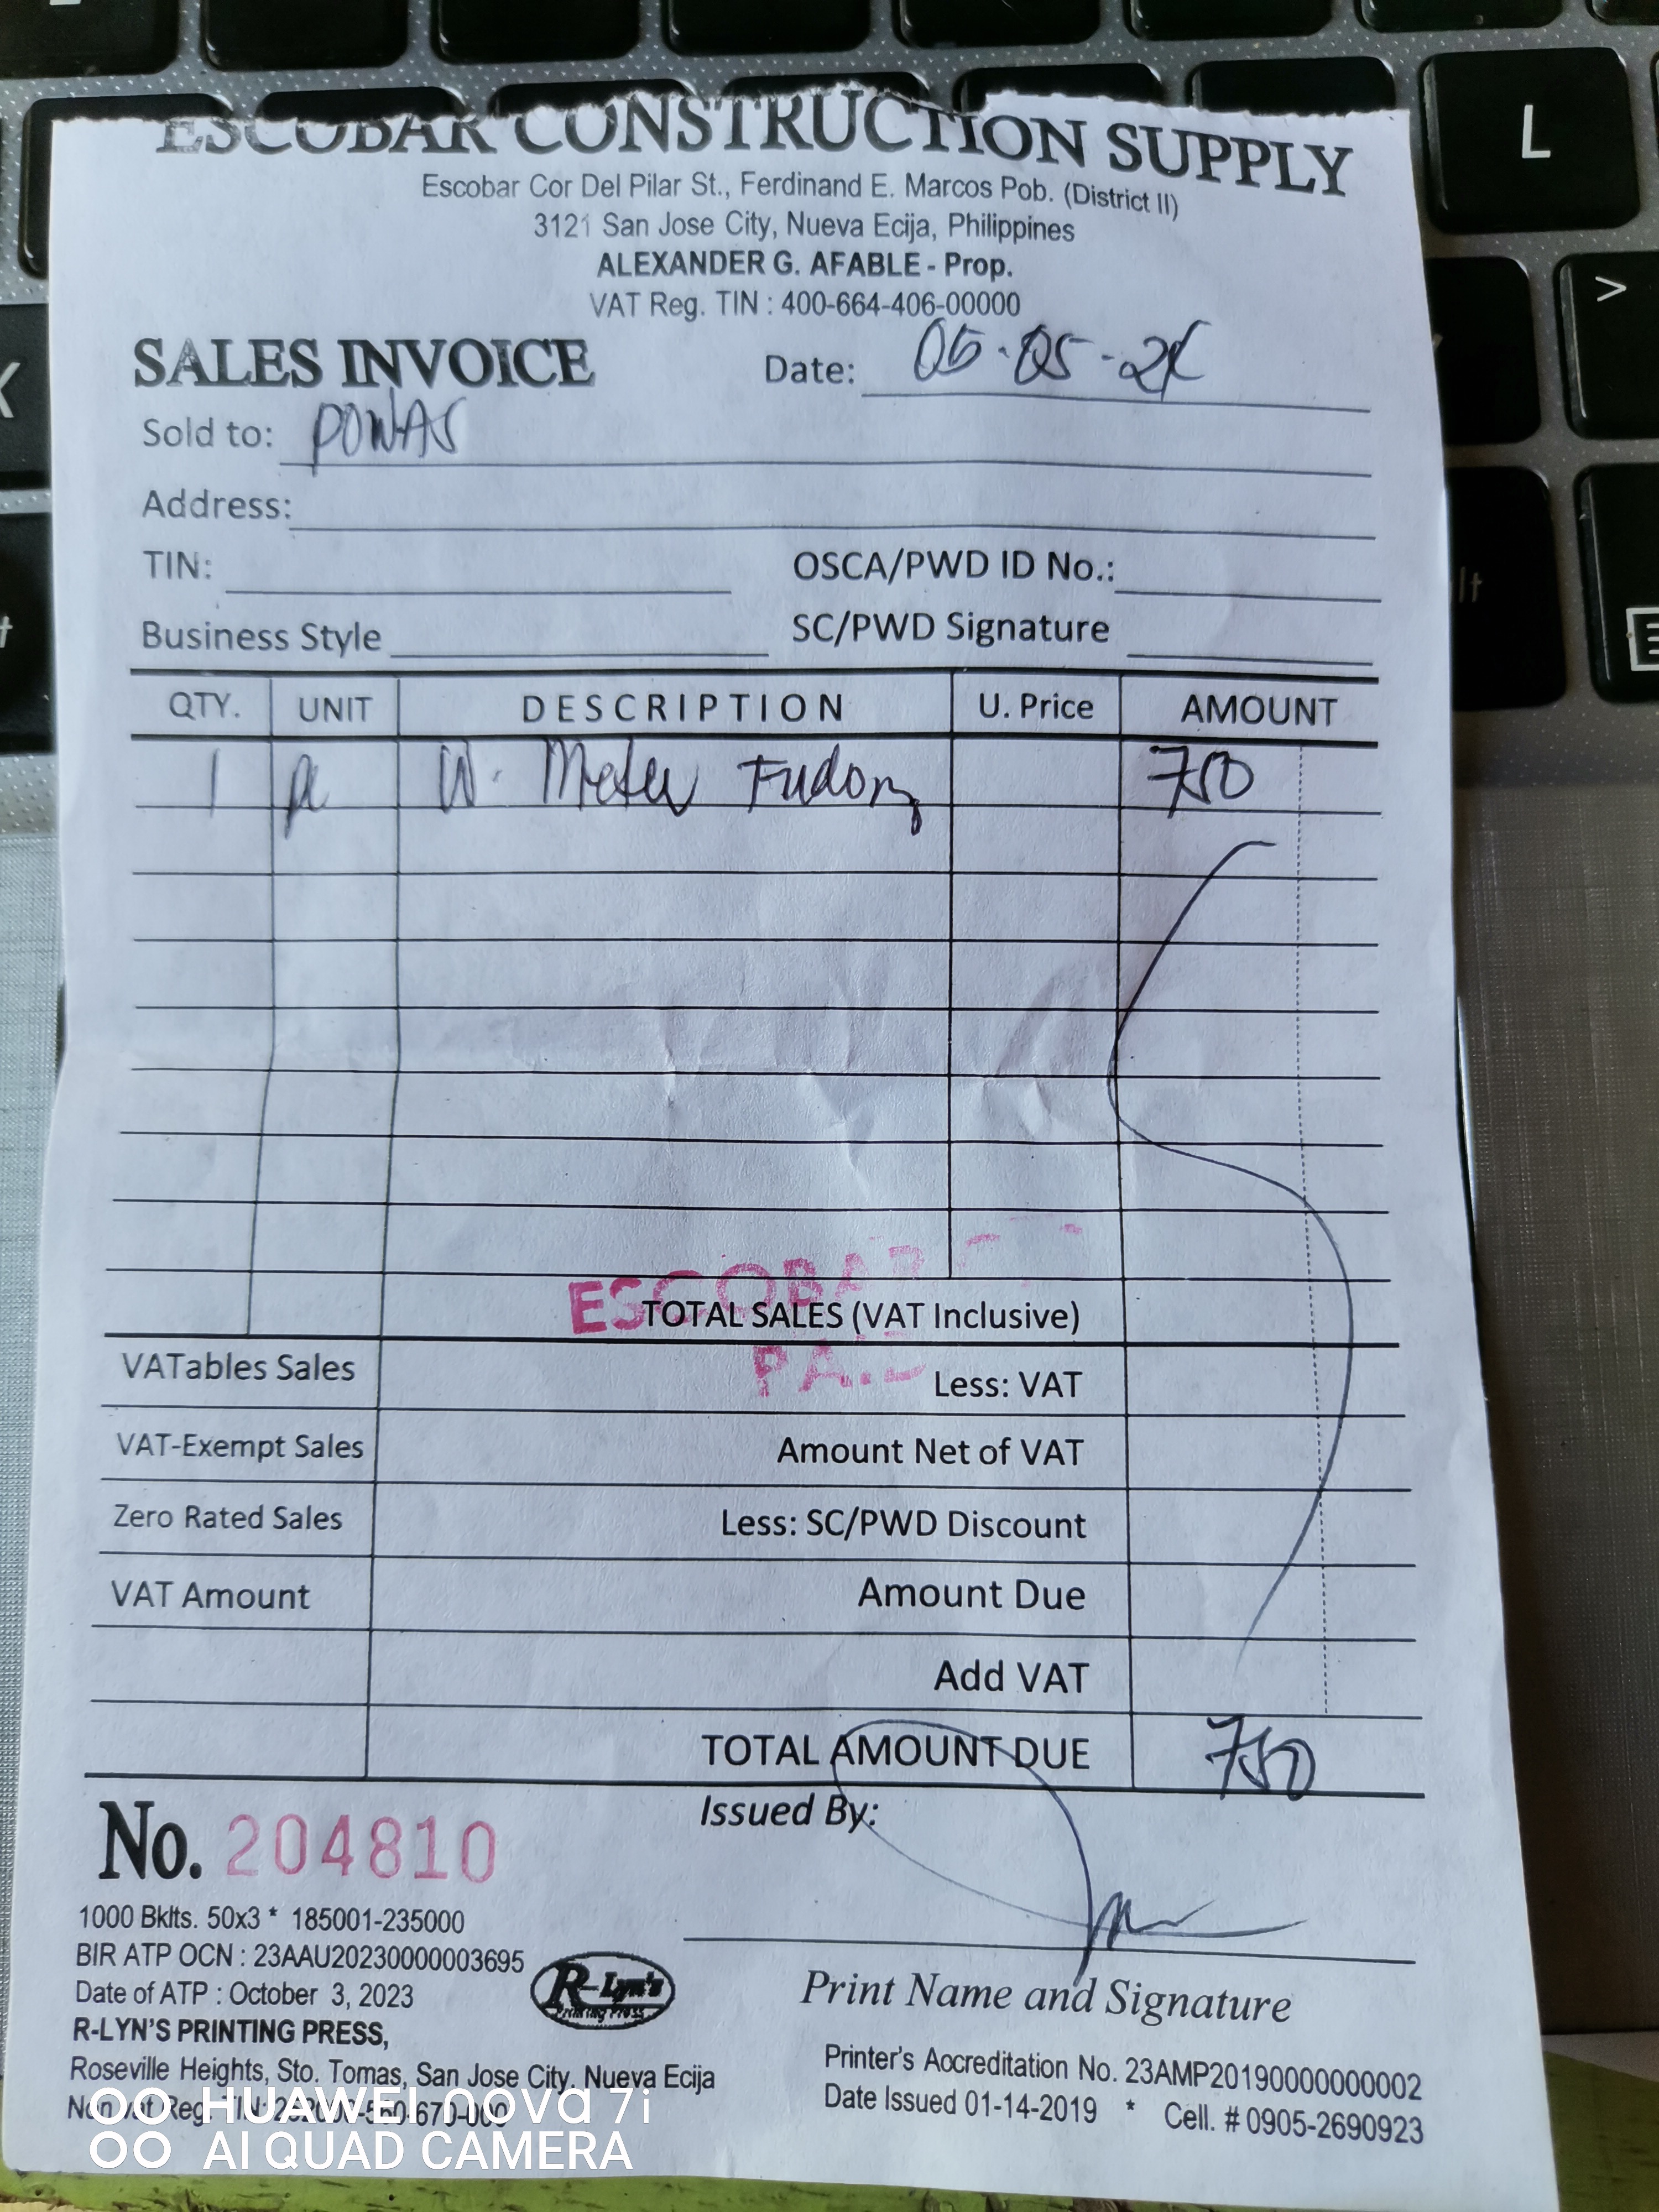 ESCOBAR CONSTRUCTION SUPPLY
Escobar Cor Del Pilar St., Ferdinand E. Marcos Pob. (District II)
3121 San Jose City, Nueva Ecija, Philippines
ALEXANDER G. AFABLE - Prop.
VAT Reg. TIN : 400-664-406-00000
SALES INVOICE Date: 05-05-24
Sold to: POWAS
Address:
TIN: OSCA/PWD ID No.:
Business Style SC/PWD Signature
QTY. UNIT DESCRIPTION U. Price AMOUNT
1 W. Meter 750
ESCOBAR
TOTAL SALES (VAT Inclusive)
PAID
VATables Sales Less: VAT
VAT-Exempt Sales Amount Net of VAT
Zero Rated Sales Less: SC/PWD Discount
VAT Amount Amount Due
Add VAT
TOTAL AMOUNT DUE 750
No. 204810 Issued By:
1000 Bklts. 50x3 * 185001-235000
BIR ATP OCN : 23AAU20230000003695
Date of ATP : October 3, 2023
R-Lyn's
Printing Press
Print Name and Signature
R-LYN'S PRINTING PRESS,
Roseville Heights, Sto. Tomas, San Jose City, Nueva Ecija
Non Vat Reg. TIN:
Printer's Accreditation No. 23AMP20190000000002
Date Issued 01-14-2019 * Cell. # 0905-2690923
HUAWEI nova 7i
AI QUAD CAMERA
L
>